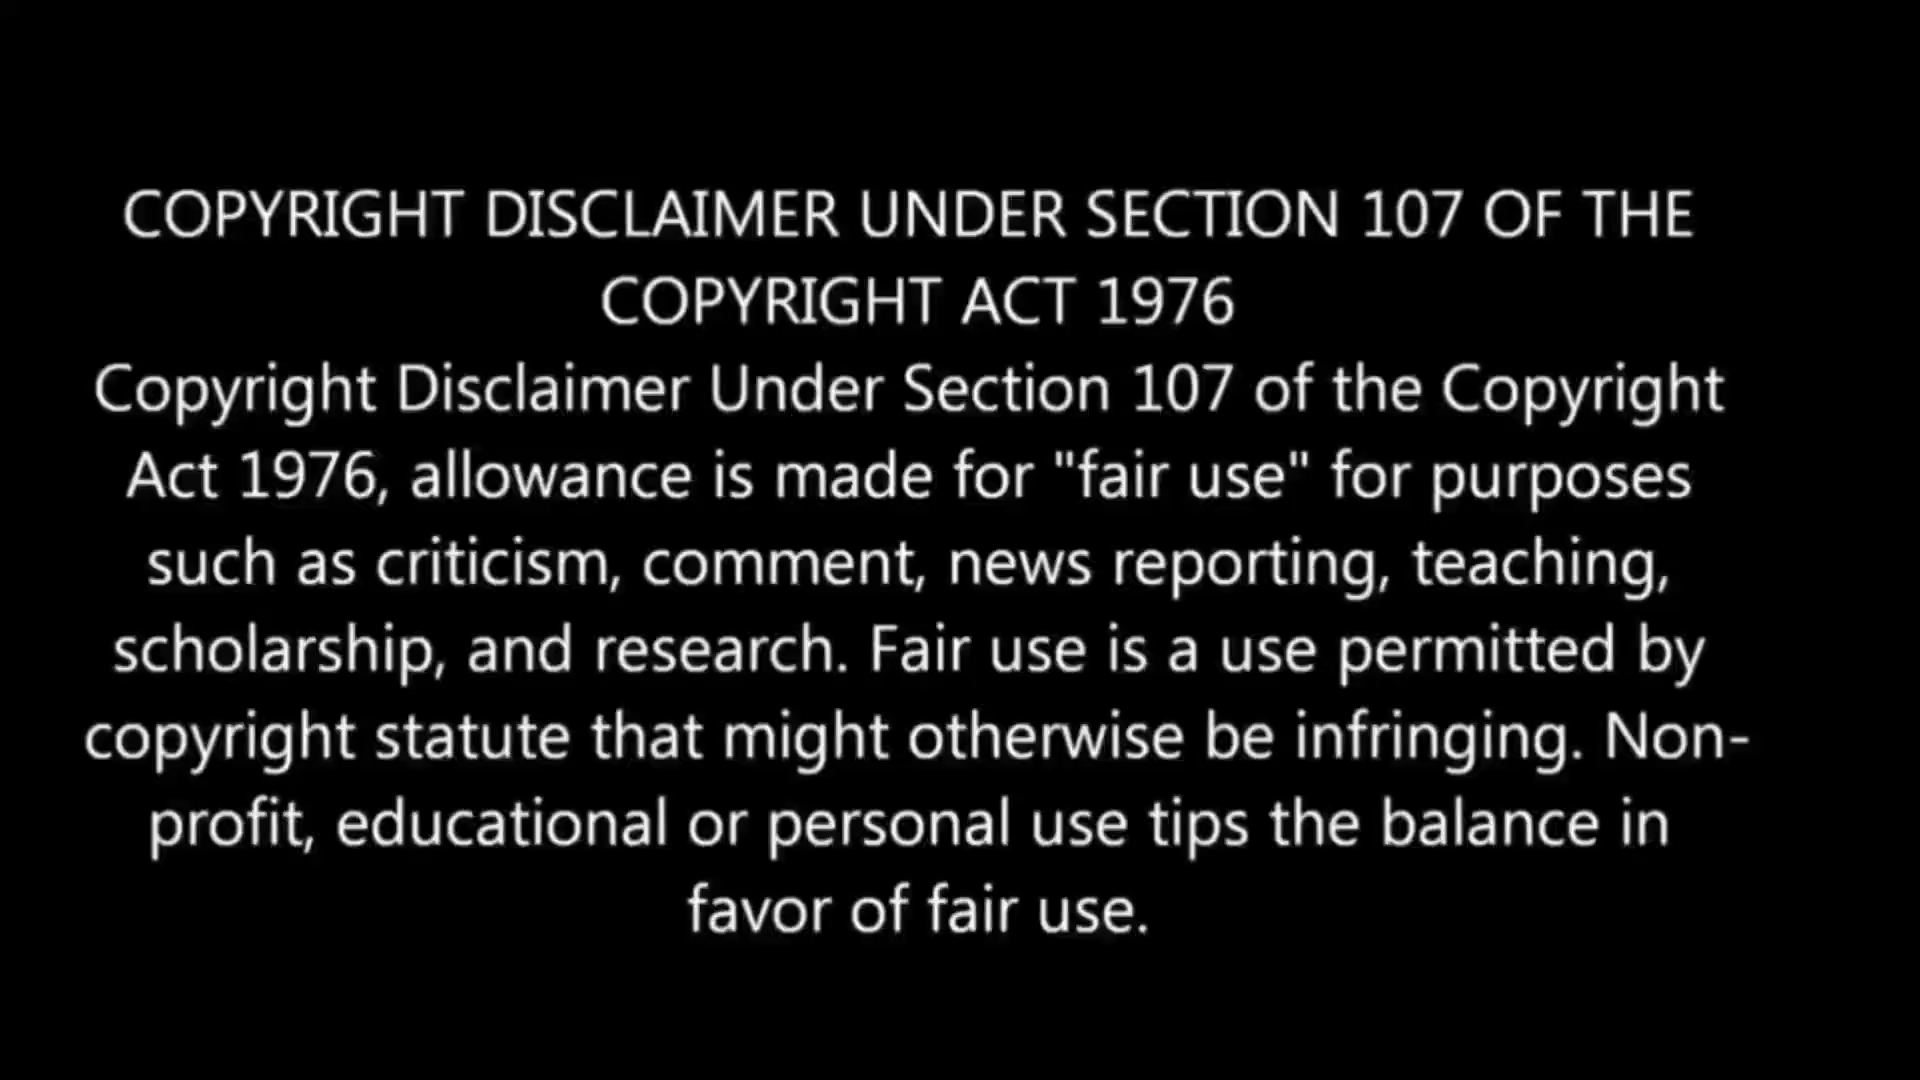 COPYRIGHT DISCLAIMER UNDER SECTION 107 OF THE
COPYRIGHT ACT 1976
Copyright Disclaimer Under Section 107 of the Copyright
Act 1976, allowance is made for "fair use" for purposes
such as criticism, comment, news reporting, teaching,
scholarship, and research. Fair use is a use permitted by
copyright statute that might otherwise be infringing. Non-
profit, educational or personal use tips the balance in
favor of fair use.